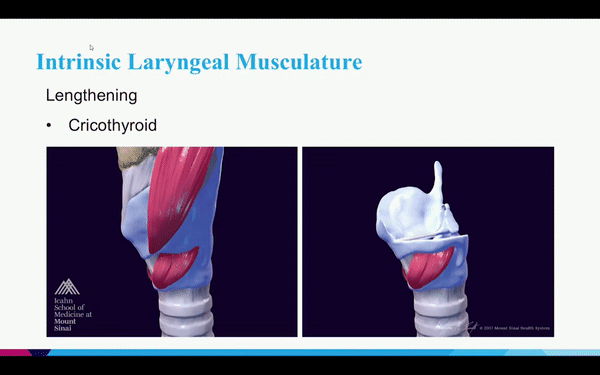 Intrinsic Laryngeal Musculature
Lengthening
• Cricothyroid
Icahn
School of
Medicine at
Mount
Sinai
© 2017 Mount Sinai Health System